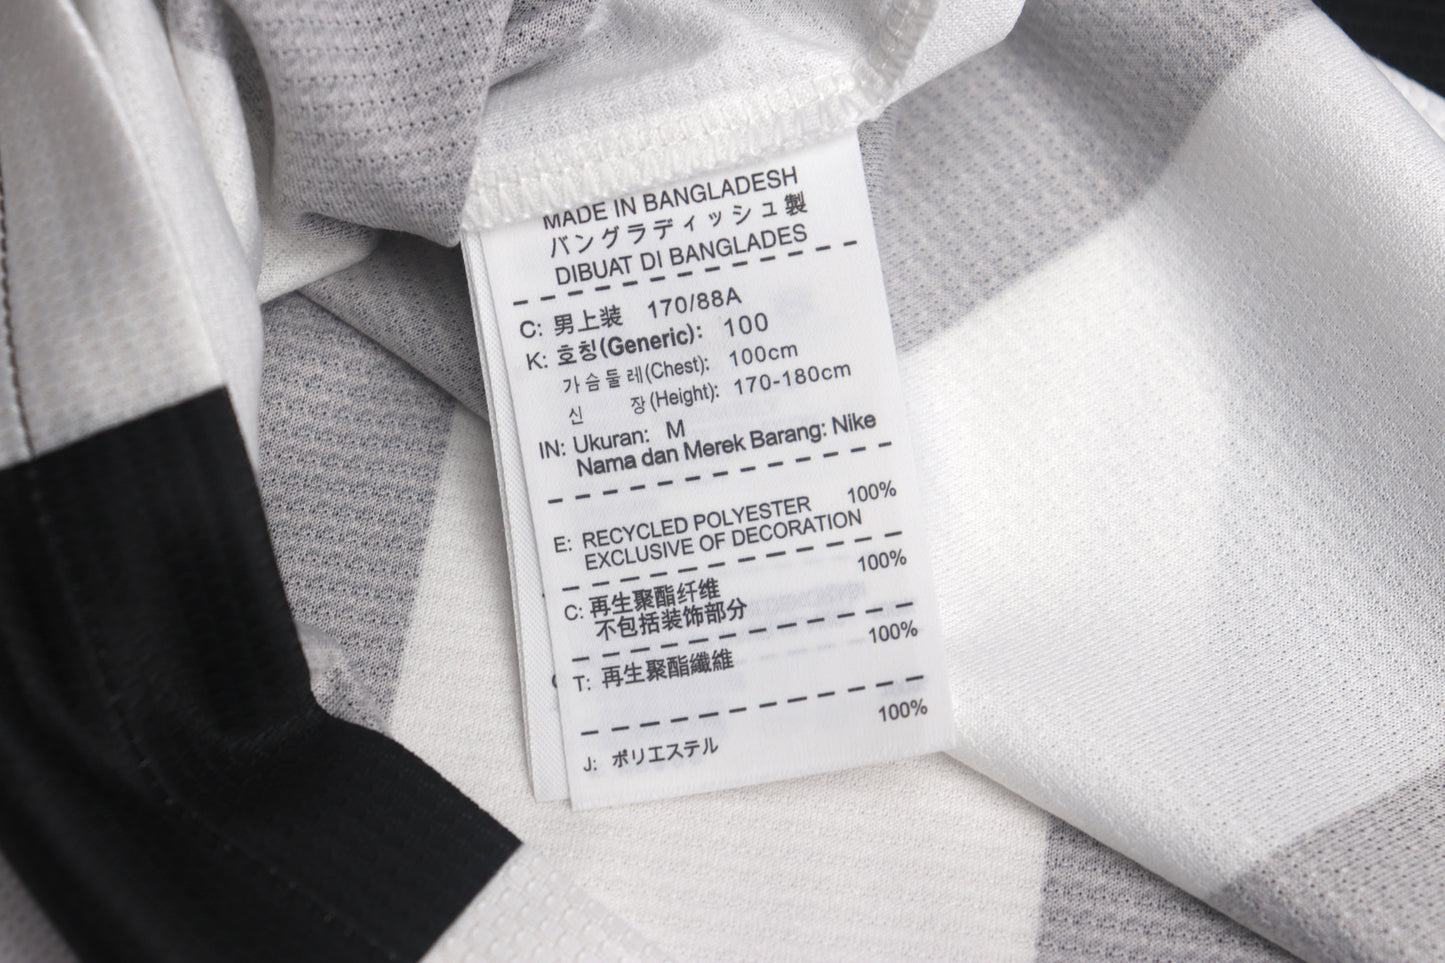 MADE IN BANGLADESH
バングラディッシュ製
DIBUAT DI BANGLADES
C: 男上装 170/88A
K: 호칭(Generic): 100
가슴둘레(Chest): 100cm
신 장(Height): 170-180cm
IN: Ukuran: M
Nama dan Merek Barang: Nike
E: RECYCLED POLYESTER 100%
EXCLUSIVE OF DECORATION
C: 再生聚酯纤维 100%
不包括装饰部分
T: 再生聚酯纖維 100%
J: ポリエステル 100%